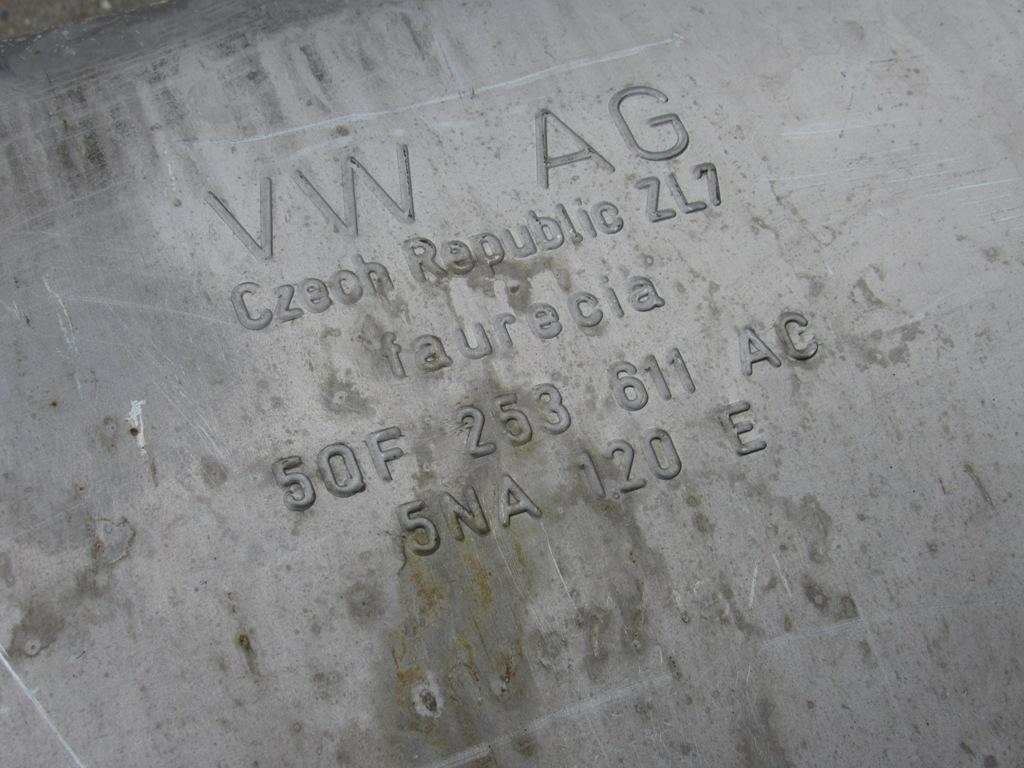 VW AG
Czech Republic ZL7
faurecia
5QF 253 611 AC
5NA 120 E